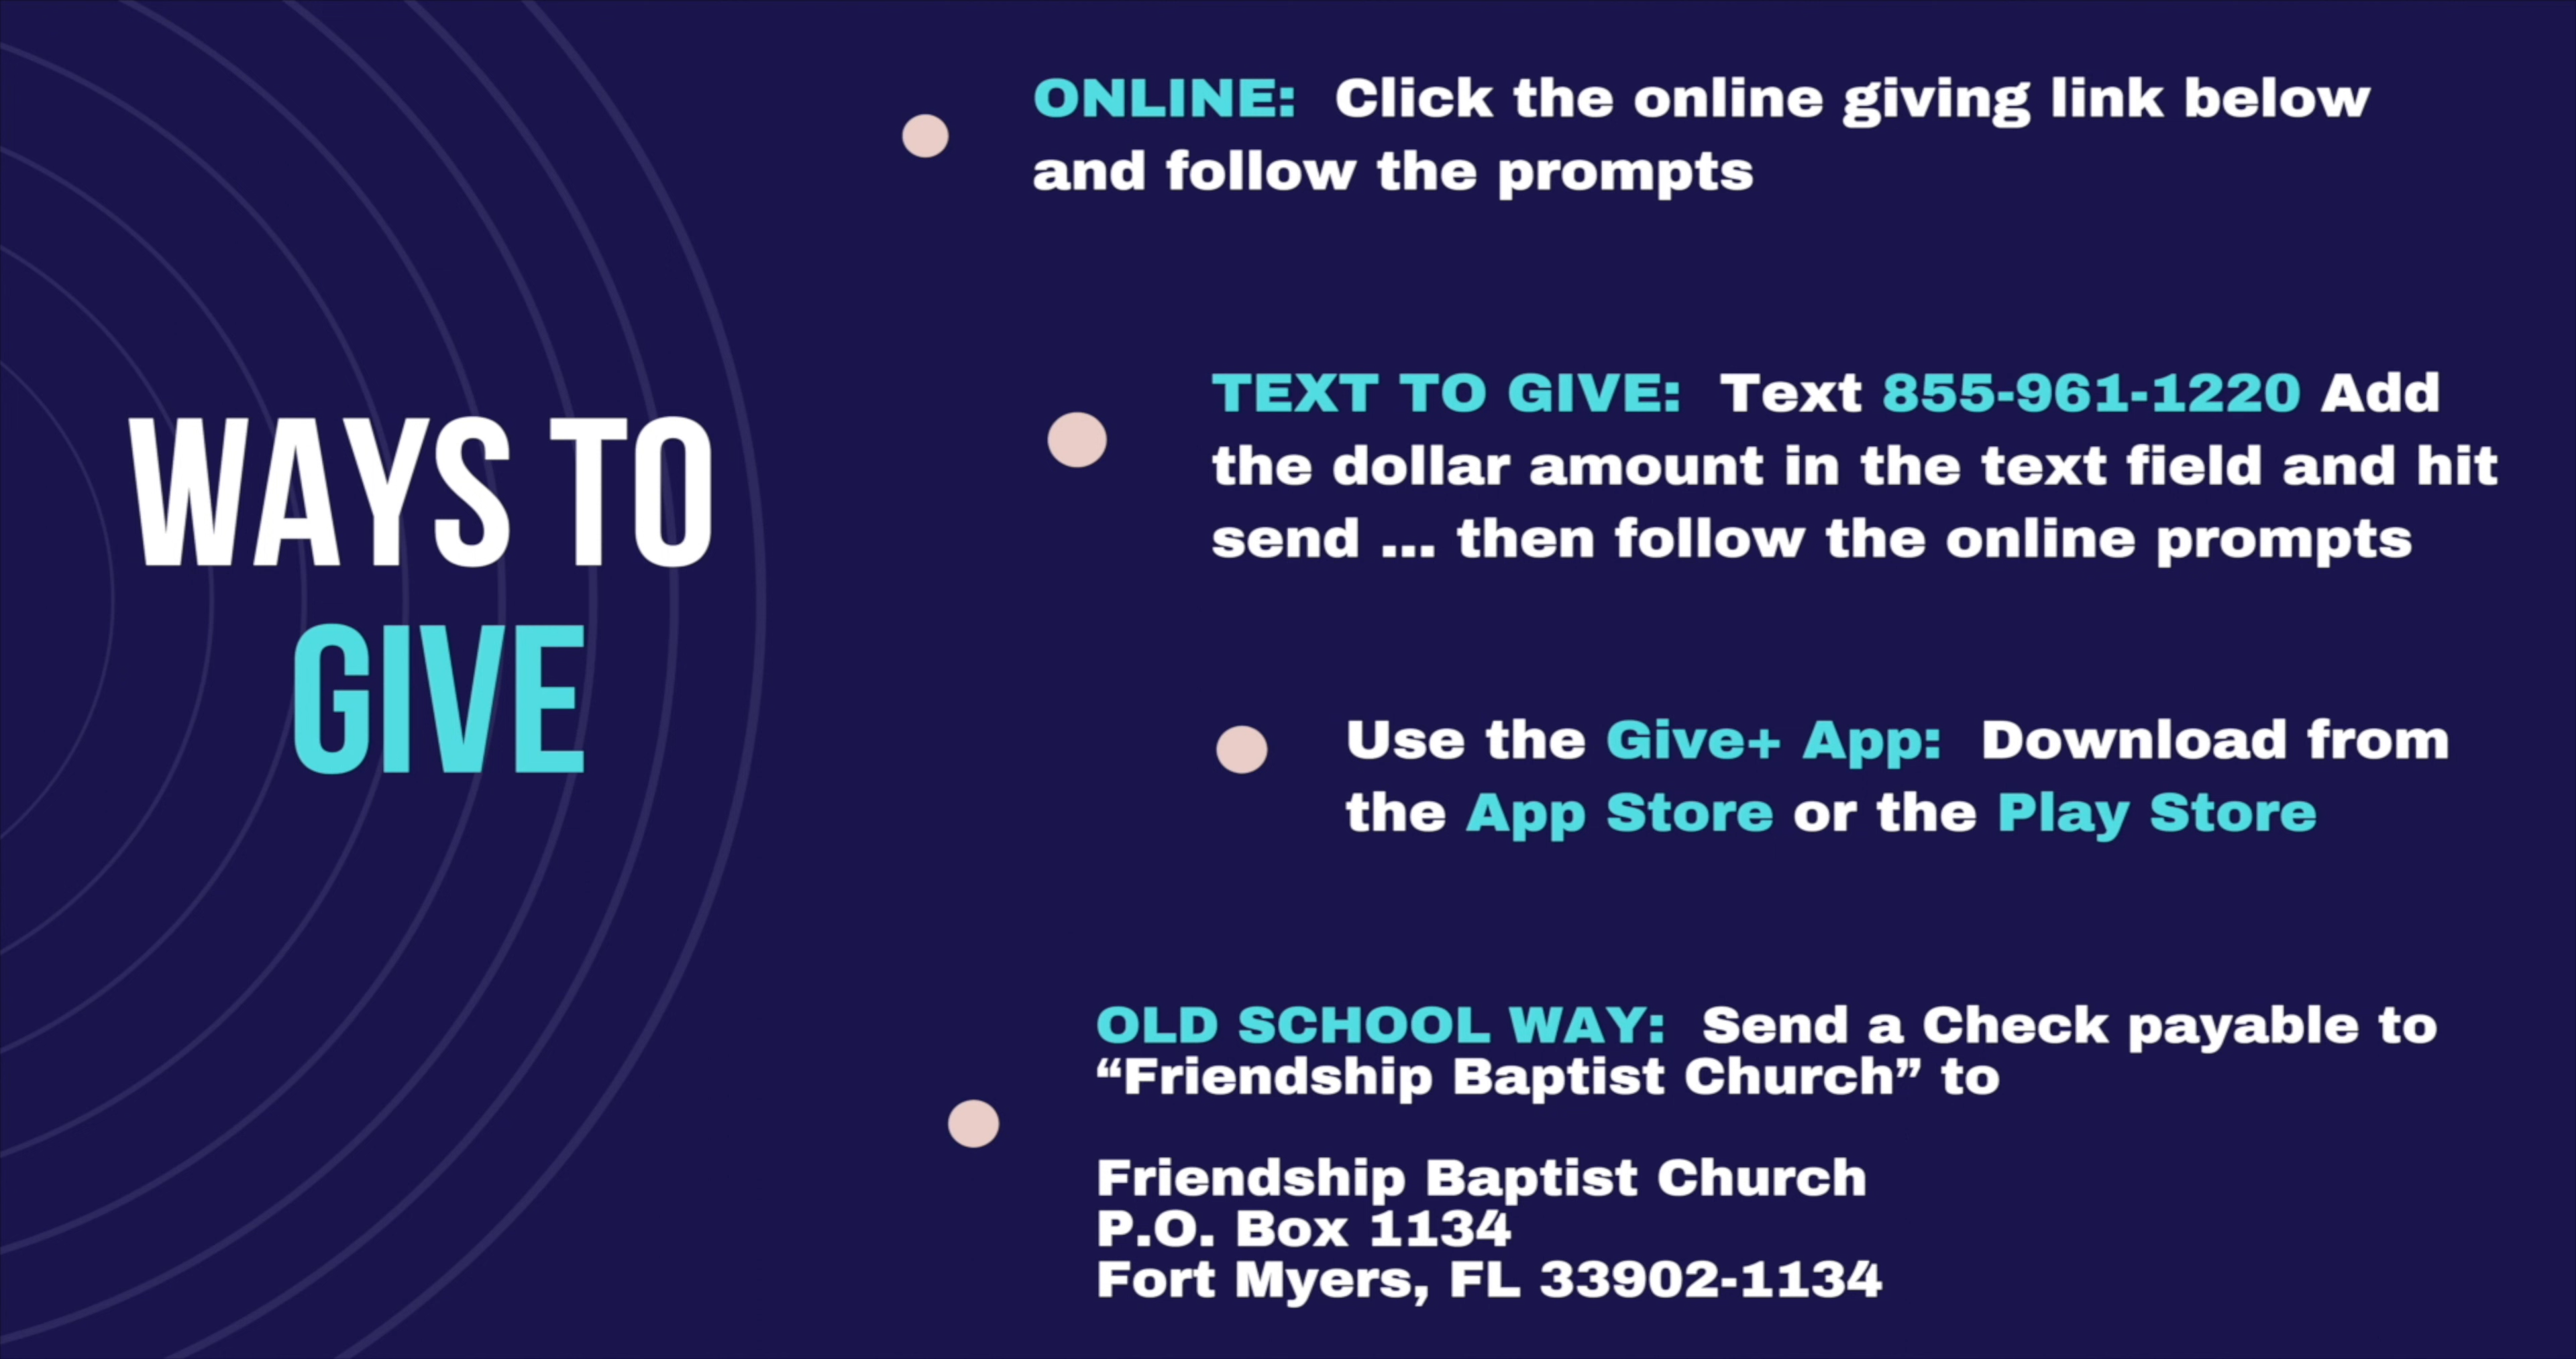 WAYS TO
GIVE
ONLINE: Click the online giving link below
and follow the prompts
TEXT TO GIVE: Text 855-961-1220 Add
the dollar amount in the text field and hit
send ... then follow the online prompts
Use the Give+ App: Download from
the App Store or the Play Store
OLD SCHOOL WAY: Send a Check payable to
“Friendship Baptist Church” to
Friendship Baptist Church
P.O. Box 1134
Fort Myers, FL 33902-1134